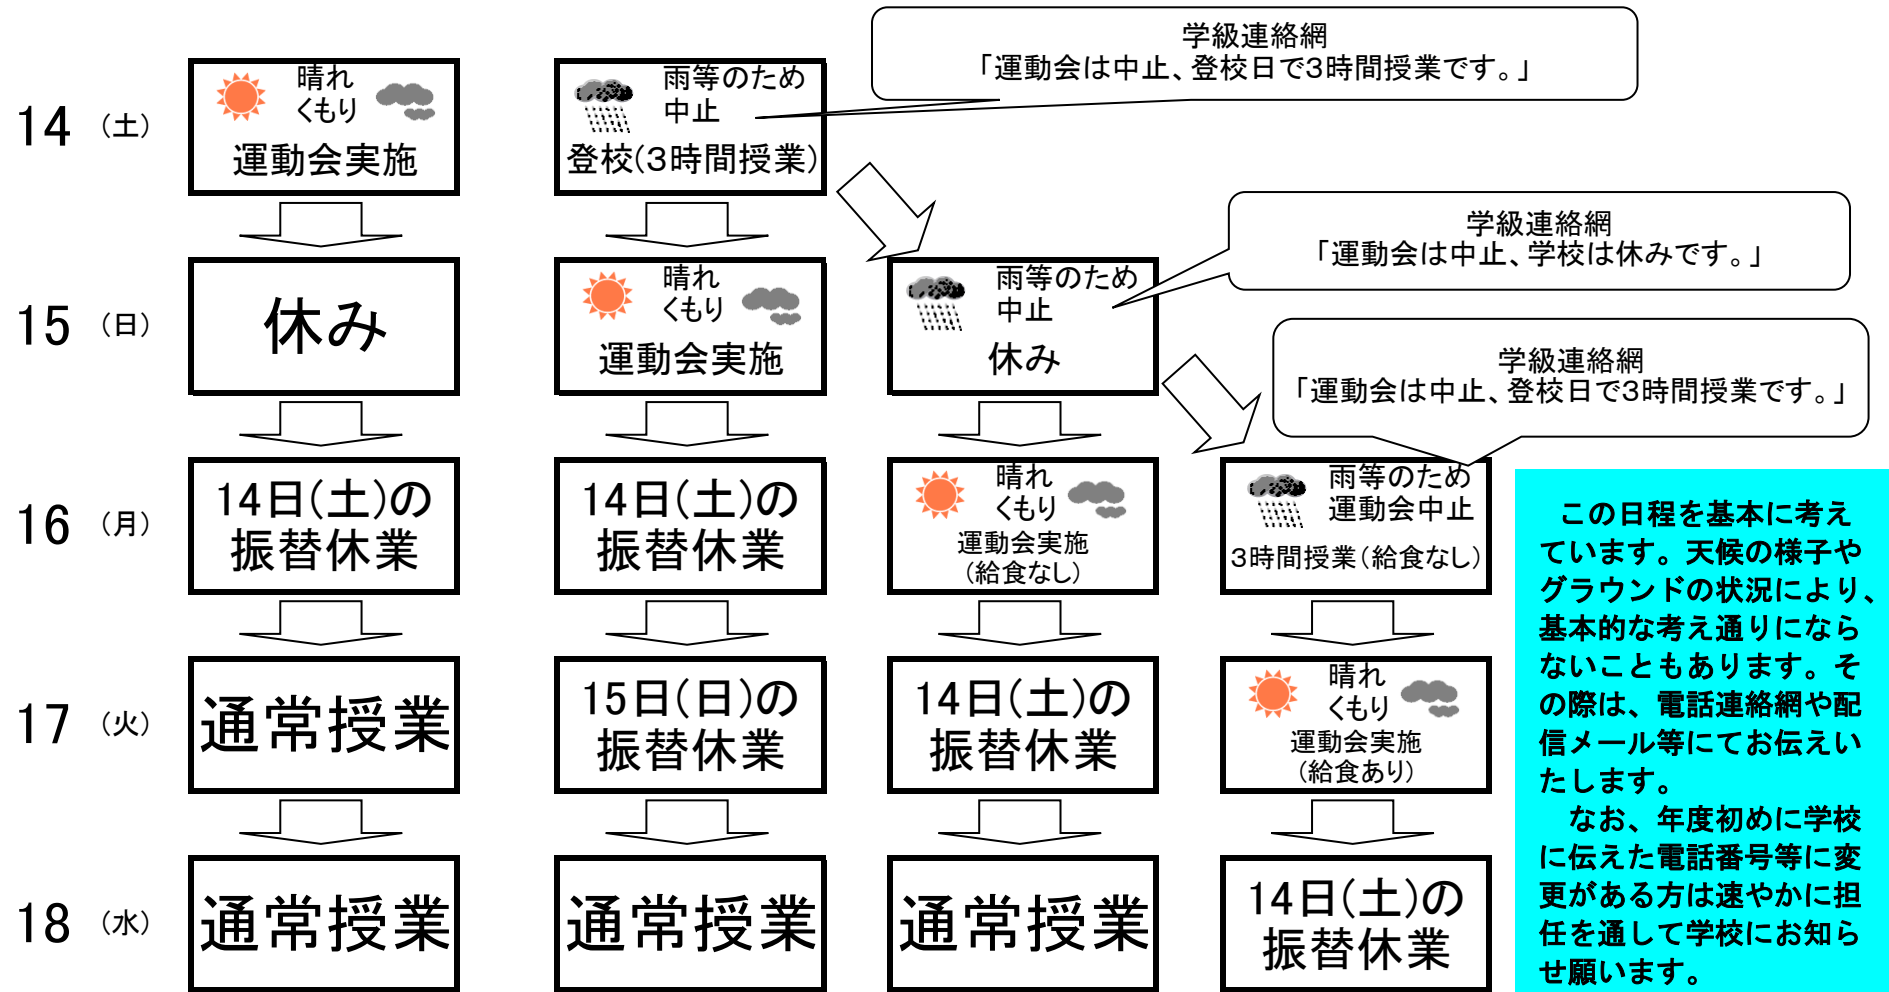 学級連絡網
「運動会は中止、登校日で3時間授業です。」
14 (土)
晴れ
くもり
運動会実施
雨等のため
中止
登校(3時間授業)
学級連絡網
「運動会は中止、学校は休みです。」
15 (日)
休み
晴れ
くもり
運動会実施
雨等のため
中止
休み
学級連絡網
「運動会は中止、登校日で3時間授業です。」
16 (月)
14日(土)の
振替休業
14日(土)の
振替休業
晴れ
くもり
運動会実施
(給食なし)
雨等のため
運動会中止
3時間授業(給食なし)
17 (火)
通常授業
15日(日)の
振替休業
14日(土)の
振替休業
晴れ
くもり
運動会実施
(給食あり)
18 (水)
通常授業
通常授業
通常授業
14日(土)の
振替休業
この日程を基本に考え
ています。天候の様子や
グラウンドの状況により、
基本的な考え通りになら
ないこともあります。そ
の際は、電話連絡網や配
信メール等にてお伝えい
たします。
なお、年度初めに学校
に伝えた電話番号等に変
更がある方は速やかに担
任を通して学校にお知ら
せ願います。